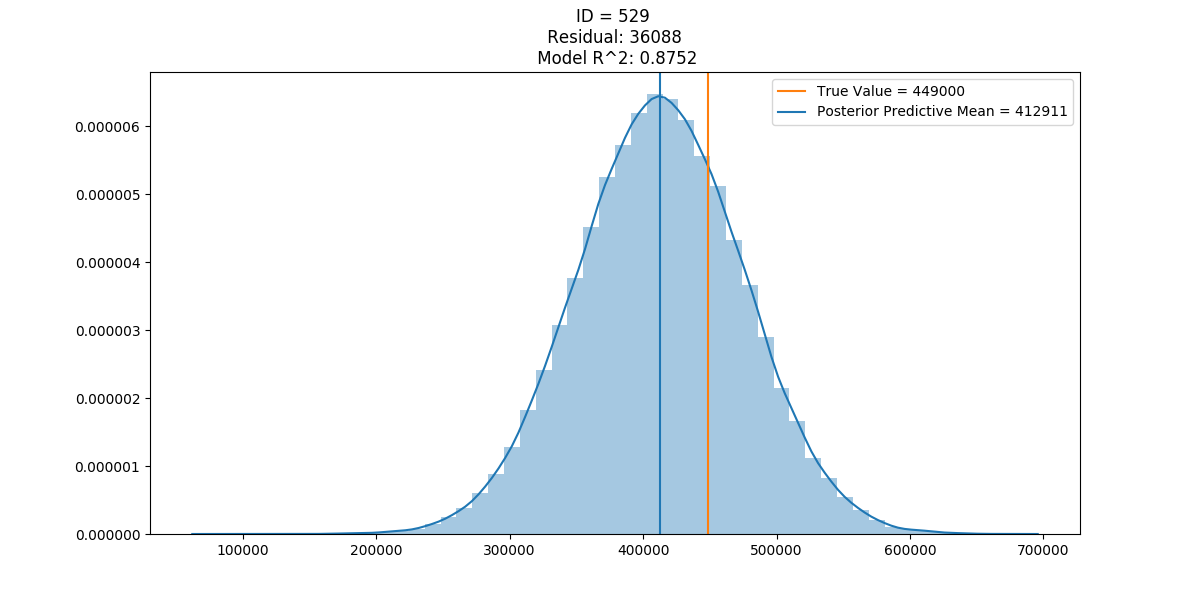 ID = 529
Residual: 36088
Model R^2: 0.8752
True Value = 449000
Posterior Predictive Mean = 412911
0.000006
0.000005
0.000004
0.000003
0.000002
0.000001
0.000000
100000 200000 300000 400000 500000 600000 700000